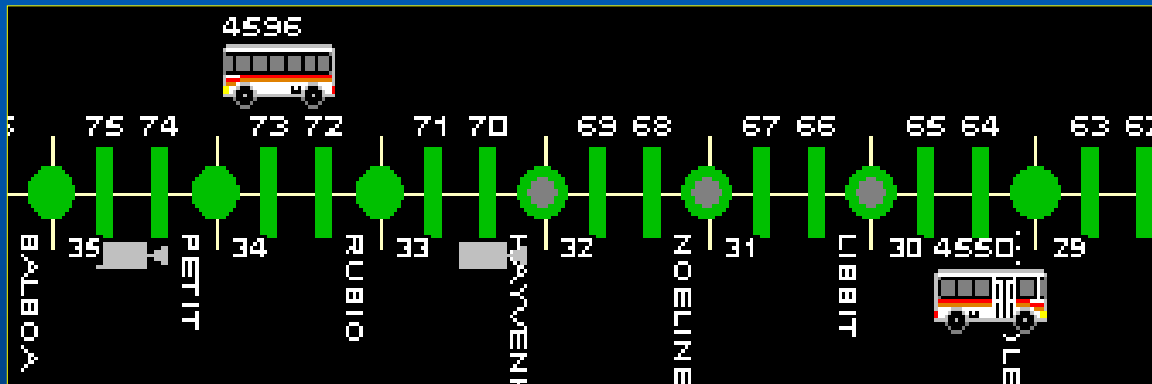 4596
75 74 73 72 71 70 69 68 67 66 65 64 63
35 34 33 32 31 30 4550 29
BALBOA
PETIT
RUBIO
NOELINE
LIBBIT